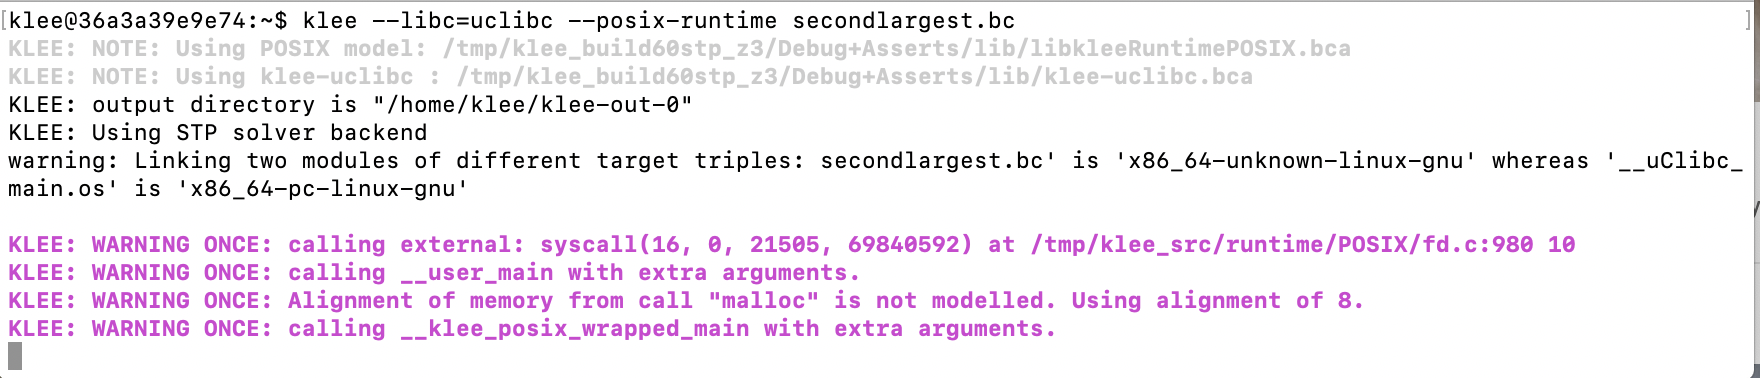 [klee@36a3a39e9e74:~$ klee --libc=uclibc --posix-runtime secondlargest.bc ]
KLEE: NOTE: Using POSIX model: /tmp/klee_build60stp_z3/Debug+Asserts/lib/libkleeRuntimePOSIX.bca
KLEE: NOTE: Using klee-uclibc : /tmp/klee_build60stp_z3/Debug+Asserts/lib/klee-uclibc.bca
KLEE: output directory is "/home/klee/klee-out-0"
KLEE: Using STP solver backend
warning: Linking two modules of different target triples: secondlargest.bc' is 'x86_64-unknown-linux-gnu' whereas '__uClibc_
main.os' is 'x86_64-pc-linux-gnu'
KLEE: WARNING ONCE: calling external: syscall(16, 0, 21505, 69840592) at /tmp/klee_src/runtime/POSIX/fd.c:980 10
KLEE: WARNING ONCE: calling __user_main with extra arguments.
KLEE: WARNING ONCE: Alignment of memory from call "malloc" is not modelled. Using alignment of 8.
KLEE: WARNING ONCE: calling __klee_posix_wrapped_main with extra arguments.